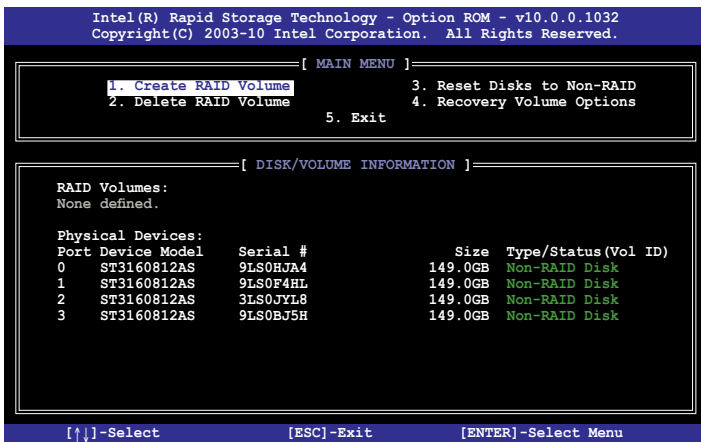 Intel(R) Rapid Storage Technology - Option ROM - v10.0.0.1032
Copyright(C) 2003-10 Intel Corporation.  All Rights Reserved.
[ MAIN MENU ]
1. Create RAID Volume 3. Reset Disks to Non-RAID
2. Delete RAID Volume 4. Recovery Volume Options
5. Exit
[ DISK/VOLUME INFORMATION ]
RAID Volumes:
None defined.
Physical Devices:
Port Device Model Serial # Size Type/Status(Vol ID)
0 ST3160812AS 9LS0HJA4 149.0GB Non-RAID Disk
1 ST3160812AS 9LS0F4HL 149.0GB Non-RAID Disk
2 ST3160812AS 3LS0JYL8 149.0GB Non-RAID Disk
3 ST3160812AS 9LS0BJ5H 149.0GB Non-RAID Disk
[↑↓]-Select [ESC]-Exit [ENTER]-Select Menu